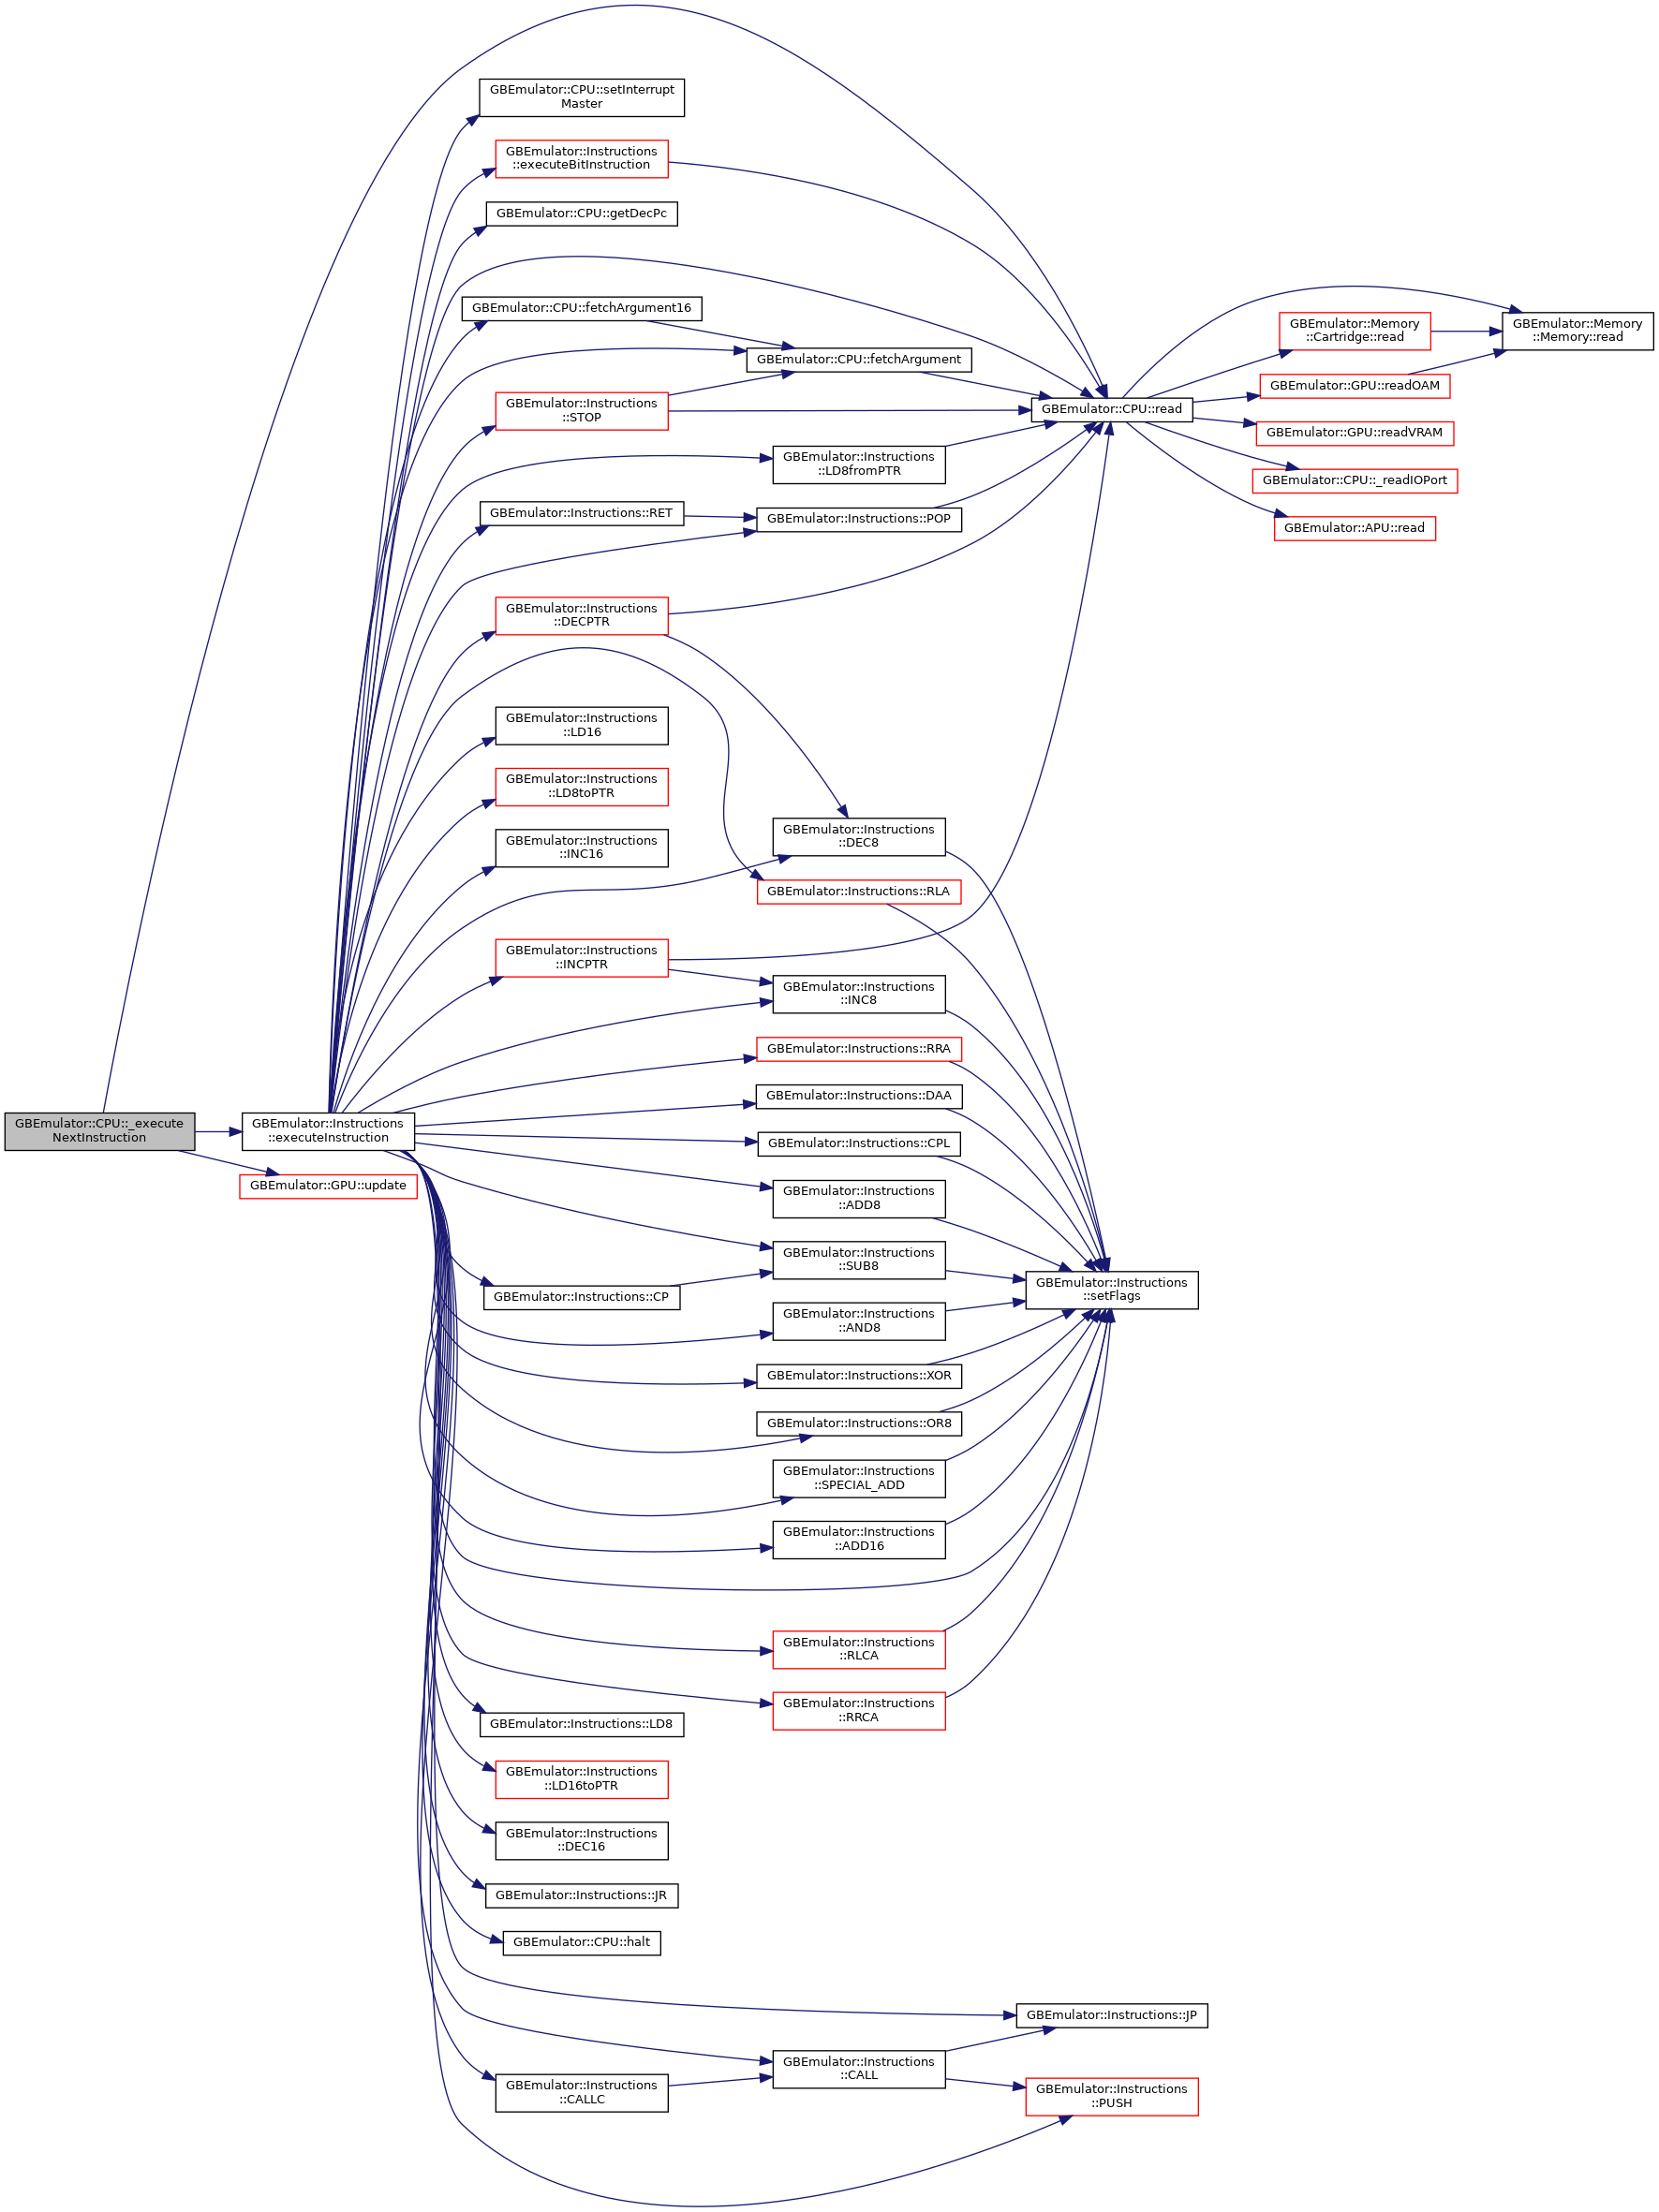 GBEmulator::CPU::_execute
NextInstruction
GBEmulator::Instructions
::executeInstruction
GBEmulator::GPU::update
GBEmulator::CPU::setInterrupt
Master
GBEmulator::Instructions
::executeBitInstruction
GBEmulator::CPU::getDecPc
GBEmulator::CPU::fetchArgument16
GBEmulator::CPU::fetchArgument
GBEmulator::Instructions
::STOP
GBEmulator::Instructions
::LD8fromPTR
GBEmulator::Instructions::RET
GBEmulator::Instructions::POP
GBEmulator::CPU::read
GBEmulator::Memory
::Cartridge::read
GBEmulator::Memory
::Memory::read
GBEmulator::GPU::readOAM
GBEmulator::GPU::readVRAM
GBEmulator::CPU::_readIOPort
GBEmulator::APU::read
GBEmulator::Instructions
::DECPTR
GBEmulator::Instructions
::LD16
GBEmulator::Instructions
::LD8toPTR
GBEmulator::Instructions
::INC16
GBEmulator::Instructions
::DEC8
GBEmulator::Instructions::RLA
GBEmulator::Instructions
::INCPTR
GBEmulator::Instructions
::INC8
GBEmulator::Instructions::RRA
GBEmulator::Instructions::DAA
GBEmulator::Instructions::CPL
GBEmulator::Instructions
::ADD8
GBEmulator::Instructions
::SUB8
GBEmulator::Instructions::CP
GBEmulator::Instructions
::setFlags
GBEmulator::Instructions
::AND8
GBEmulator::Instructions::XOR
GBEmulator::Instructions::OR8
GBEmulator::Instructions
::SPECIAL_ADD
GBEmulator::Instructions
::ADD16
GBEmulator::Instructions
::RLCA
GBEmulator::Instructions
::RRCA
GBEmulator::Instructions::LD8
GBEmulator::Instructions
::LD16toPTR
GBEmulator::Instructions
::DEC16
GBEmulator::Instructions::JR
GBEmulator::CPU::halt
GBEmulator::Instructions::JP
GBEmulator::Instructions
::CALL
GBEmulator::Instructions
::CALLC
GBEmulator::Instructions
::PUSH